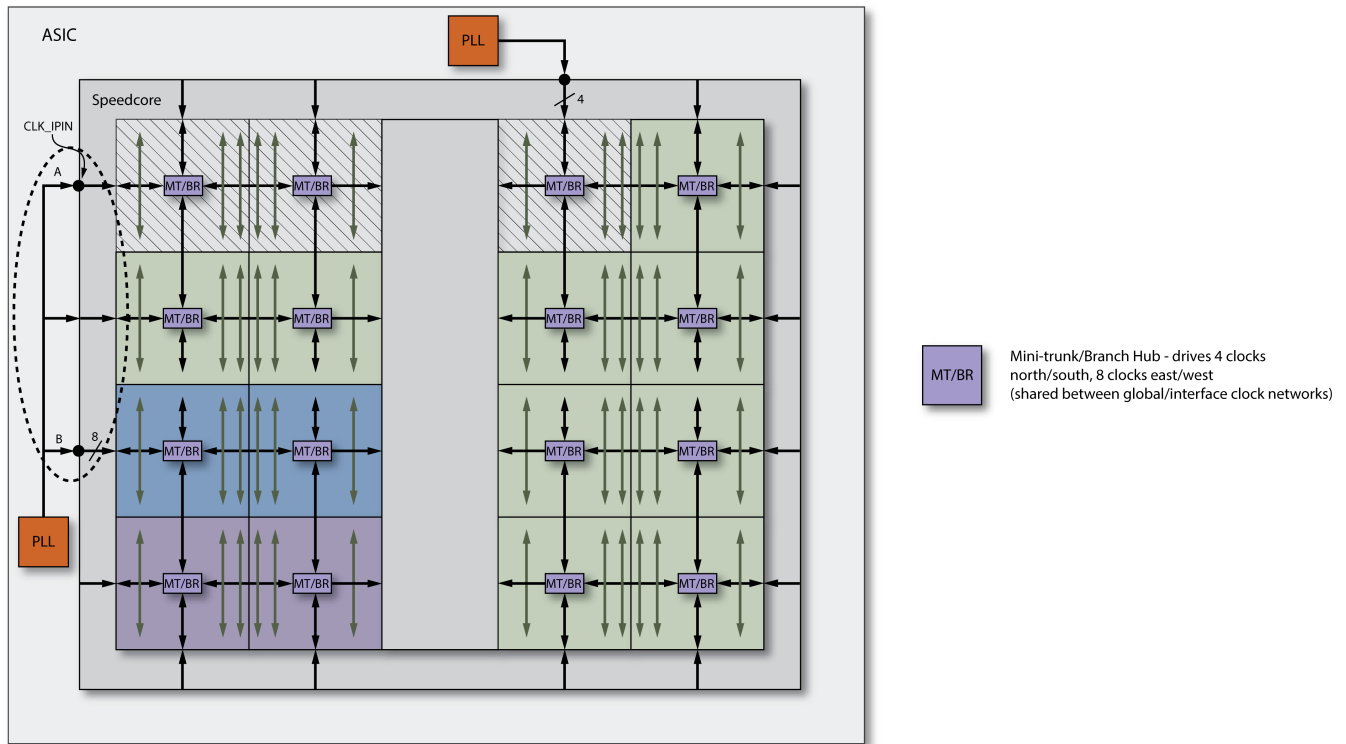 ASIC
PLL
Speedcore
4
CLK_IPIN
A
MT/BR
MT/BR
MT/BR
MT/BR
MT/BR
MT/BR
MT/BR
MT/BR
Mini-trunk/Branch Hub - drives 4 clocks
MT/BR
north/south, 8 clocks east/west
(shared between global/interface clock networks)
B
8
MT/BR
MT/BR
MT/BR
MT/BR
PLL
MT/BR
MT/BR
MT/BR
MT/BR